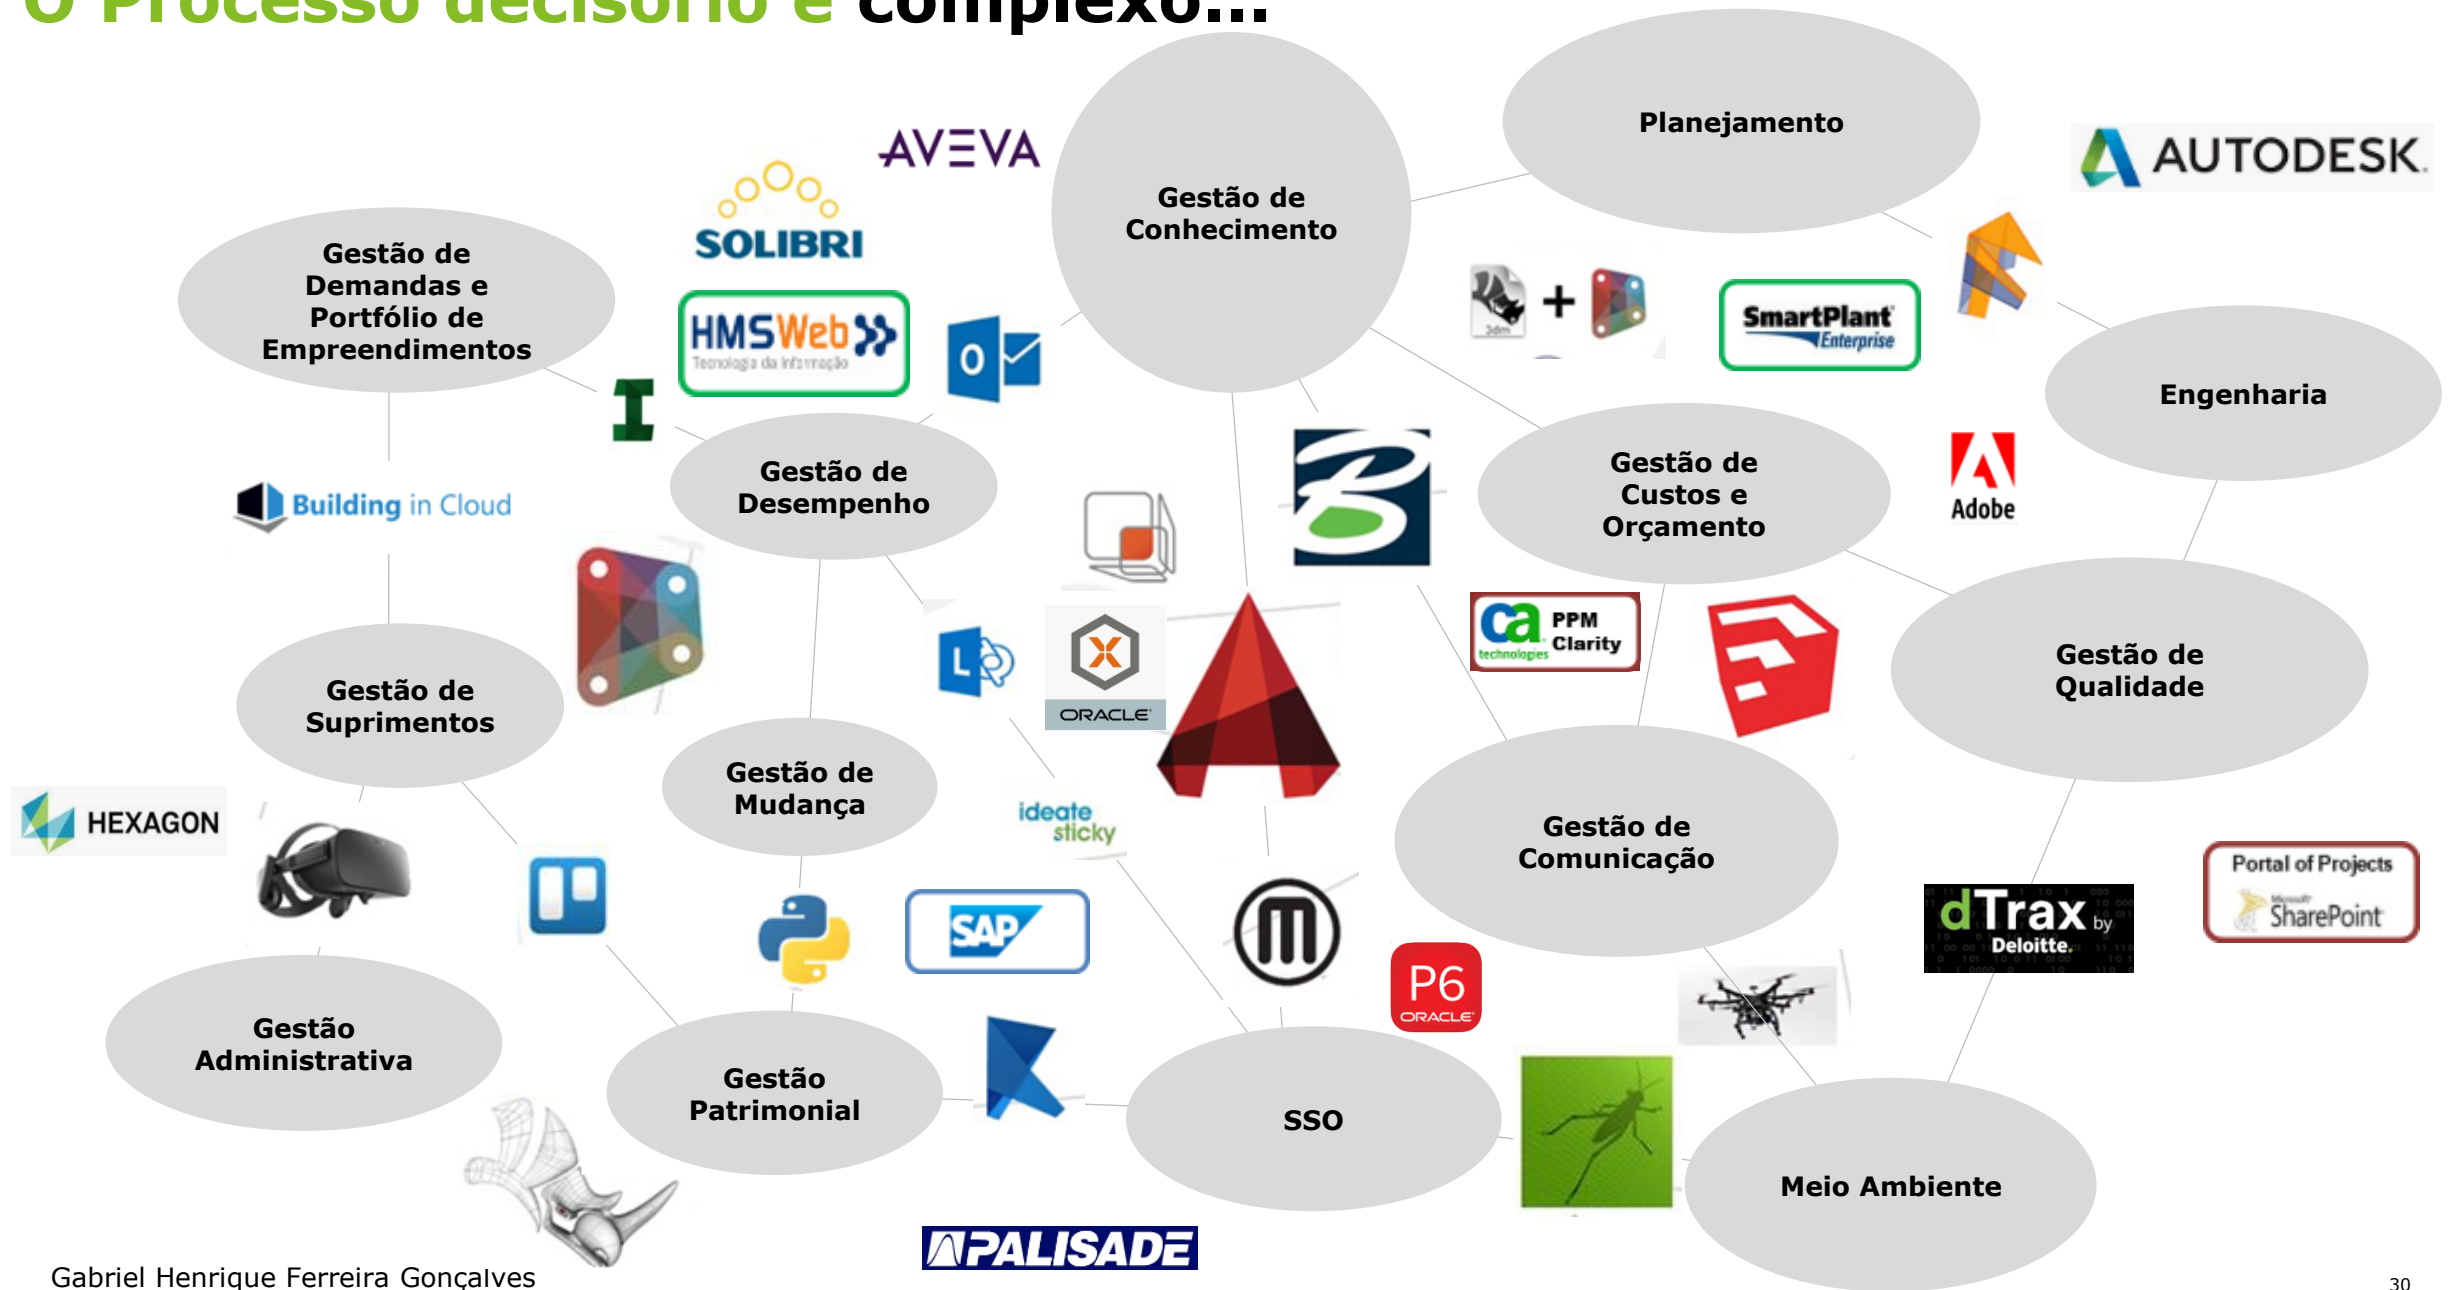 O Processo decisório é complexo...
Planejamento
AVEVA
AUTODESK.
Gestão de
Conhecimento
SOLIBRI
Gestão de
Demandas e
Portfólio de
Empreendimentos
HMSWeb
Tecnologia da Informação
O
3dm
+
SmartPlant
Enterprise
I
Engenharia
Gestão de
Desempenho
Gestão de
Custos e
Orçamento
B
Adobe
Building in Cloud
L
X
ORACLE
ca
technologies
PPM
Clarity
Gestão de
Qualidade
Gestão de
Suprimentos
Gestão de
Mudança
HEXAGON
ideate
sticky
Gestão de
Comunicação
Portal of Projects
Microsoft
SharePoint
dTrax by
Deloitte.
SAP
M
P6
ORACLE
Gestão
Administrativa
Gestão
Patrimonial
SSO
Meio Ambiente
PALISADE
Gabriel Henrique Ferreira Gonçalves
30